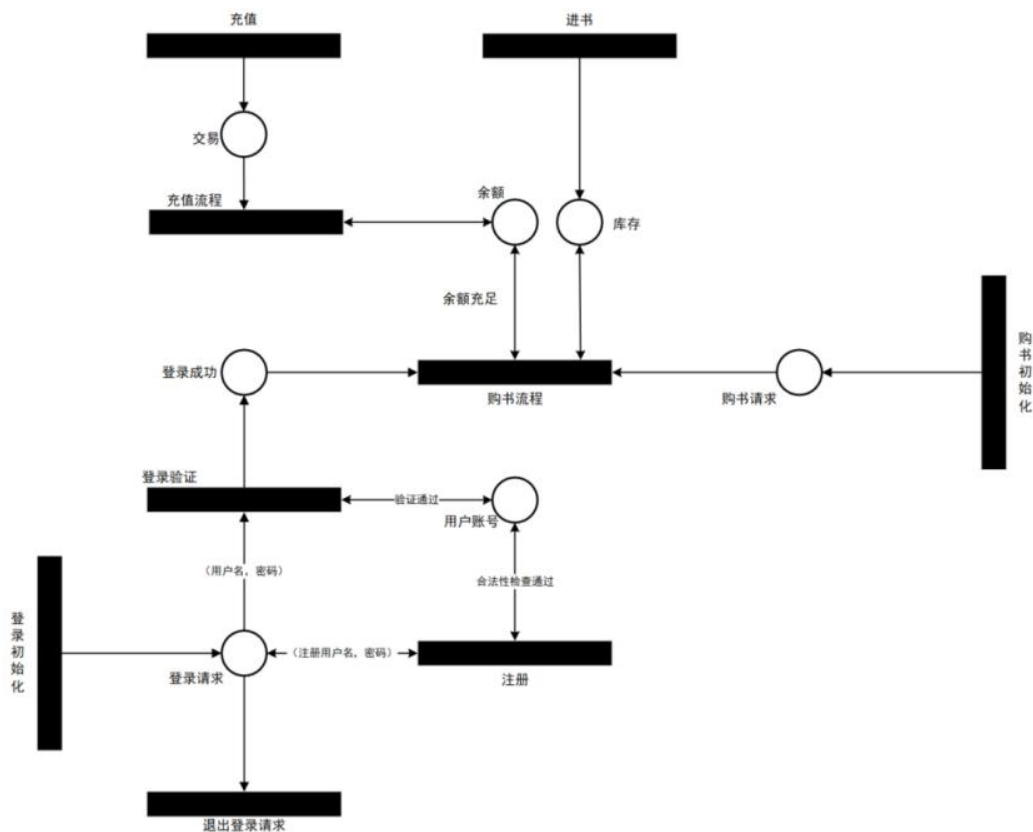 充值
进书
交易
充值流程
余额
库存
余额充足
登录成功
购书流程
购书请求
购书初始化
登录验证
验证通过
用户账号
（用户名，密码）
合法性检查通过
登录初始化
登录请求
（注册用户名，密码）
注册
退出登录请求